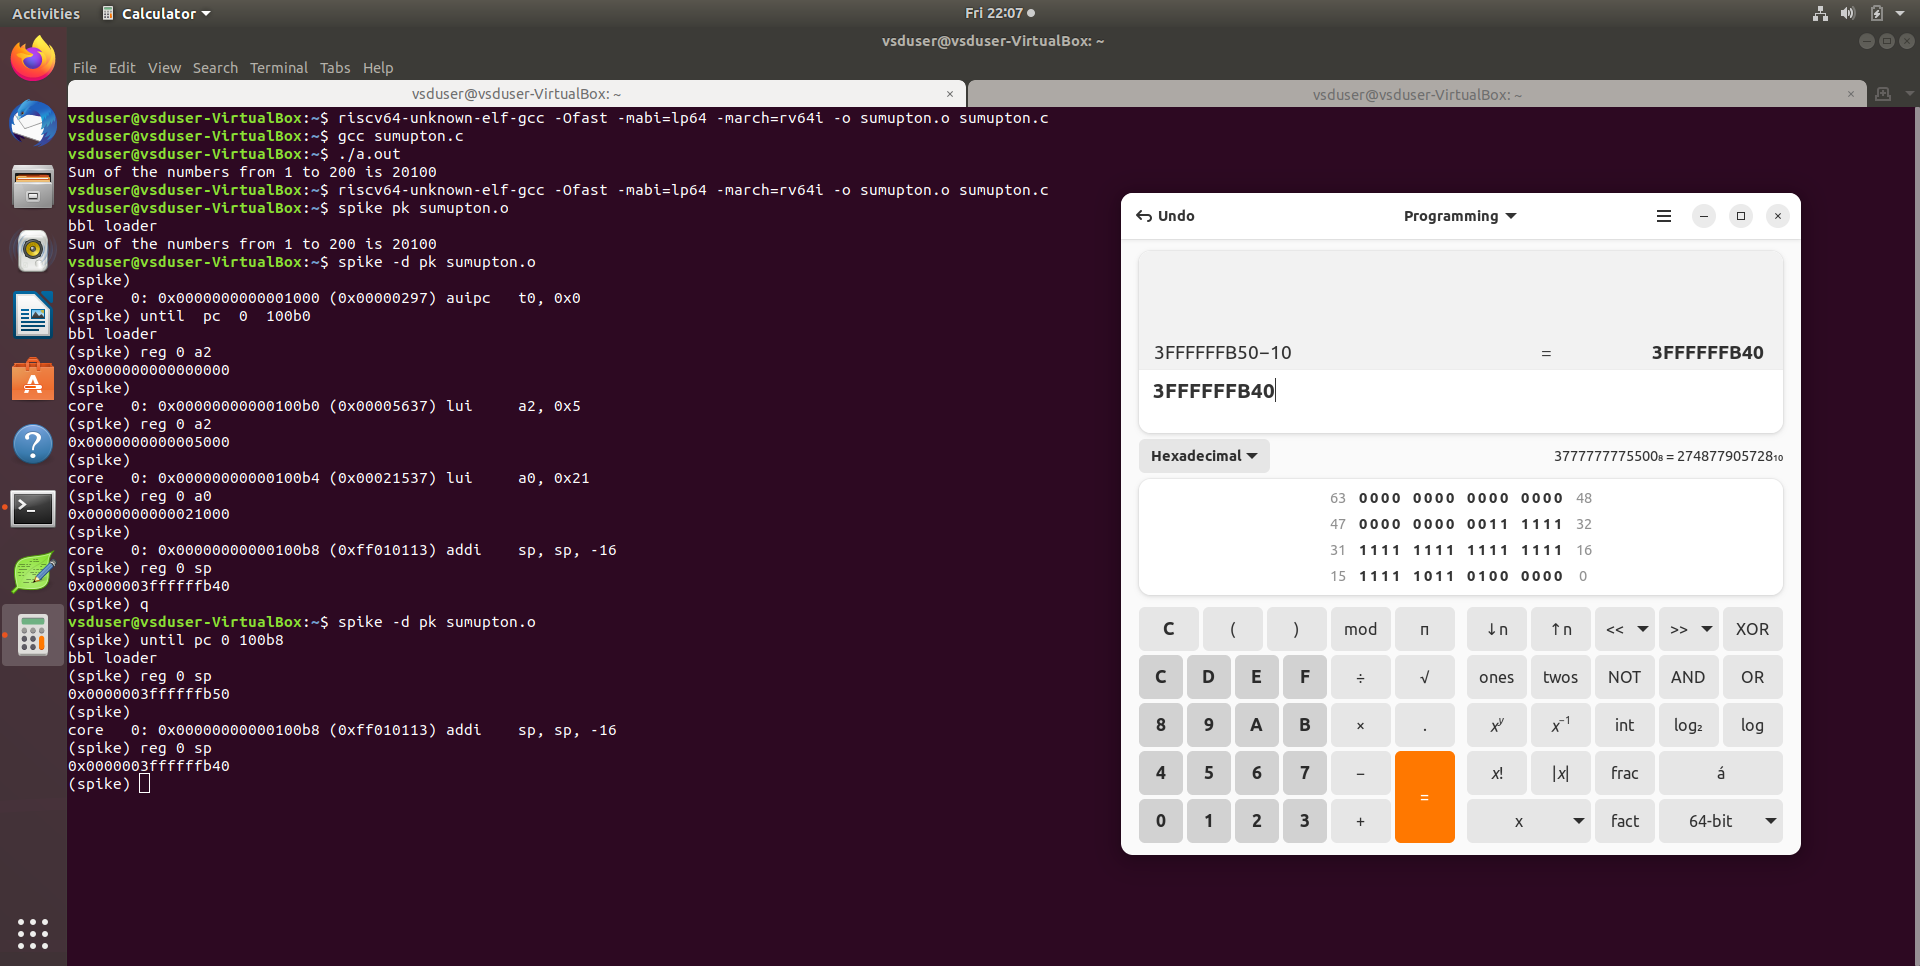 Activities Calculator Fri 22:07
vsduser@vsduser-VirtualBox: ~
File Edit View Search Terminal Tabs Help
vsduser@vsduser-VirtualBox: ~ × vsduser@vsduser-VirtualBox: ~ ×
vsduser@vsduser-VirtualBox:~$ riscv64-unknown-elf-gcc -Ofast -mabi=lp64 -march=rv64i -o sumupton.o sumupton.c
vsduser@vsduser-VirtualBox:~$ gcc sumupton.c
vsduser@vsduser-VirtualBox:~$ ./a.out
Sum of the numbers from 1 to 200 is 20100
vsduser@vsduser-VirtualBox:~$ riscv64-unknown-elf-gcc -Ofast -mabi=lp64 -march=rv64i -o sumupton.o sumupton.c
vsduser@vsduser-VirtualBox:~$ spike pk sumupton.o
bbl loader
Sum of the numbers from 1 to 200 is 20100
vsduser@vsduser-VirtualBox:~$ spike -d pk sumupton.o
(spike)
core   0: 0x0000000000001000 (0x00000297) auipc   t0, 0x0
(spike) until  pc  0  100b0
bbl loader
(spike) reg 0 a2
0x0000000000000000
(spike)
core   0: 0x00000000000100b0 (0x00005637) lui     a2, 0x5
(spike) reg 0 a2
0x0000000000005000
(spike)
core   0: 0x00000000000100b4 (0x00021537) lui     a0, 0x21
(spike) reg 0 a0
0x0000000000021000
(spike)
core   0: 0x00000000000100b8 (0xff010113) addi    sp, sp, -16
(spike) reg 0 sp
0x0000003ffffffb40
(spike) q
vsduser@vsduser-VirtualBox:~$ spike -d pk sumupton.o
(spike) until pc 0 100b8
bbl loader
(spike) reg 0 sp
0x0000003ffffffb50
(spike)
core   0: 0x00000000000100b8 (0xff010113) addi    sp, sp, -16
(spike) reg 0 sp
0x0000003ffffffb40
(spike)
Undo Programming
3FFFFFFB50−10 = 3FFFFFFB40
3FFFFFFB40
Hexadecimal 3777777775500₈ = 274877905728₁₀
63 0000 0000 0000 0000 48
47 0000 0000 0011 1111 32
31 1111 1111 1111 1111 16
15 1111 1011 0100 0000 0
C ( ) mod π ↓n ↑n << >> XOR
C D E F ÷ √ ones twos NOT AND OR
8 9 A B × . xʸ x⁻¹ int log₂ log
4 5 6 7 − = x! |x| frac á
0 1 2 3 + x fact 64-bit